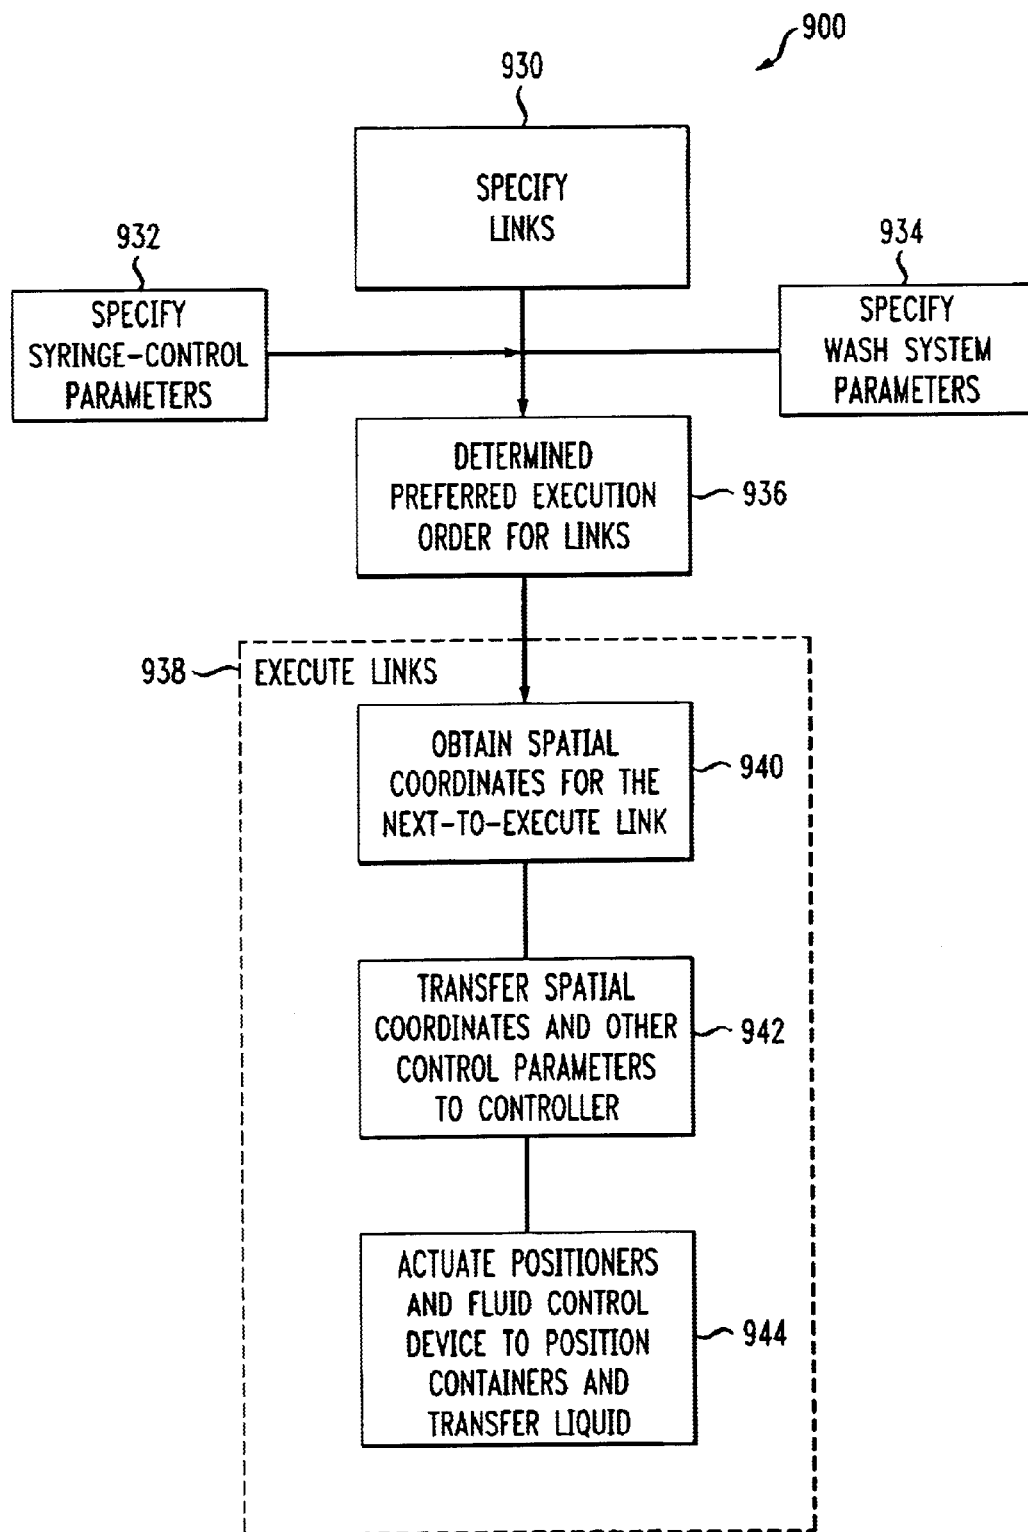 900
930
SPECIFY
LINKS
932
SPECIFY
SYRINGE-CONTROL
PARAMETERS
934
SPECIFY
WASH SYSTEM
PARAMETERS
DETERMINED
PREFERRED EXECUTION
ORDER FOR LINKS
936
938
EXECUTE LINKS
OBTAIN SPATIAL
COORDINATES FOR THE
NEXT-TO-EXECUTE LINK
940
TRANSFER SPATIAL
COORDINATES AND OTHER
CONTROL PARAMETERS
TO CONTROLLER
942
ACTUATE POSITIONERS
AND FLUID CONTROL
DEVICE TO POSITION
CONTAINERS AND
TRANSFER LIQUID
944